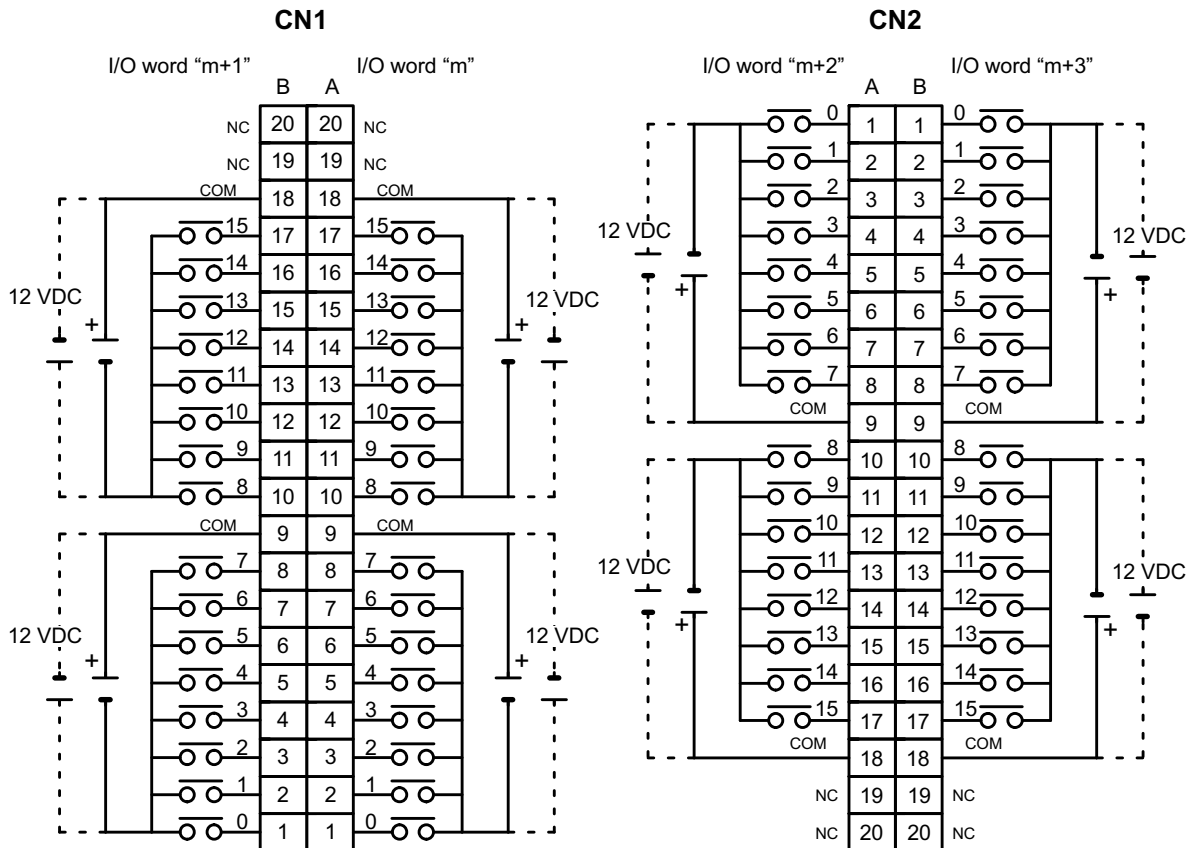 CN1 CN2
I/O word “m+1” I/O word “m” I/O word “m+2” I/O word “m+3”
B A A B
NC 20 20 NC 0 1 1 0
NC 19 19 NC 1 2 2 1
COM 18 18 COM 2 3 3 2
15 17 17 15 12 VDC 3 4 4 3 12 VDC
14 16 16 14 + 4 5 5 4 +
12 VDC 13 15 15 13 12 VDC 5 6 6 5
+ 12 14 14 12 + 6 7 7 6
11 13 13 11 7 8 8 7
10 12 12 10 COM 9 9 COM
9 11 11 9 8 10 10 8
8 10 10 8 9 11 11 9
COM 9 9 COM 10 12 12 10
7 8 8 7 12 VDC 11 13 13 11 12 VDC
6 7 7 6 12 14 14 12
12 VDC 5 6 6 5 12 VDC + 13 15 15 13 +
+ 4 5 5 4 + 14 16 16 14
3 4 4 3 15 17 17 15
2 3 3 2 COM 18 18 COM
1 2 2 1 NC 19 19 NC
0 1 1 0 NC 20 20 NC